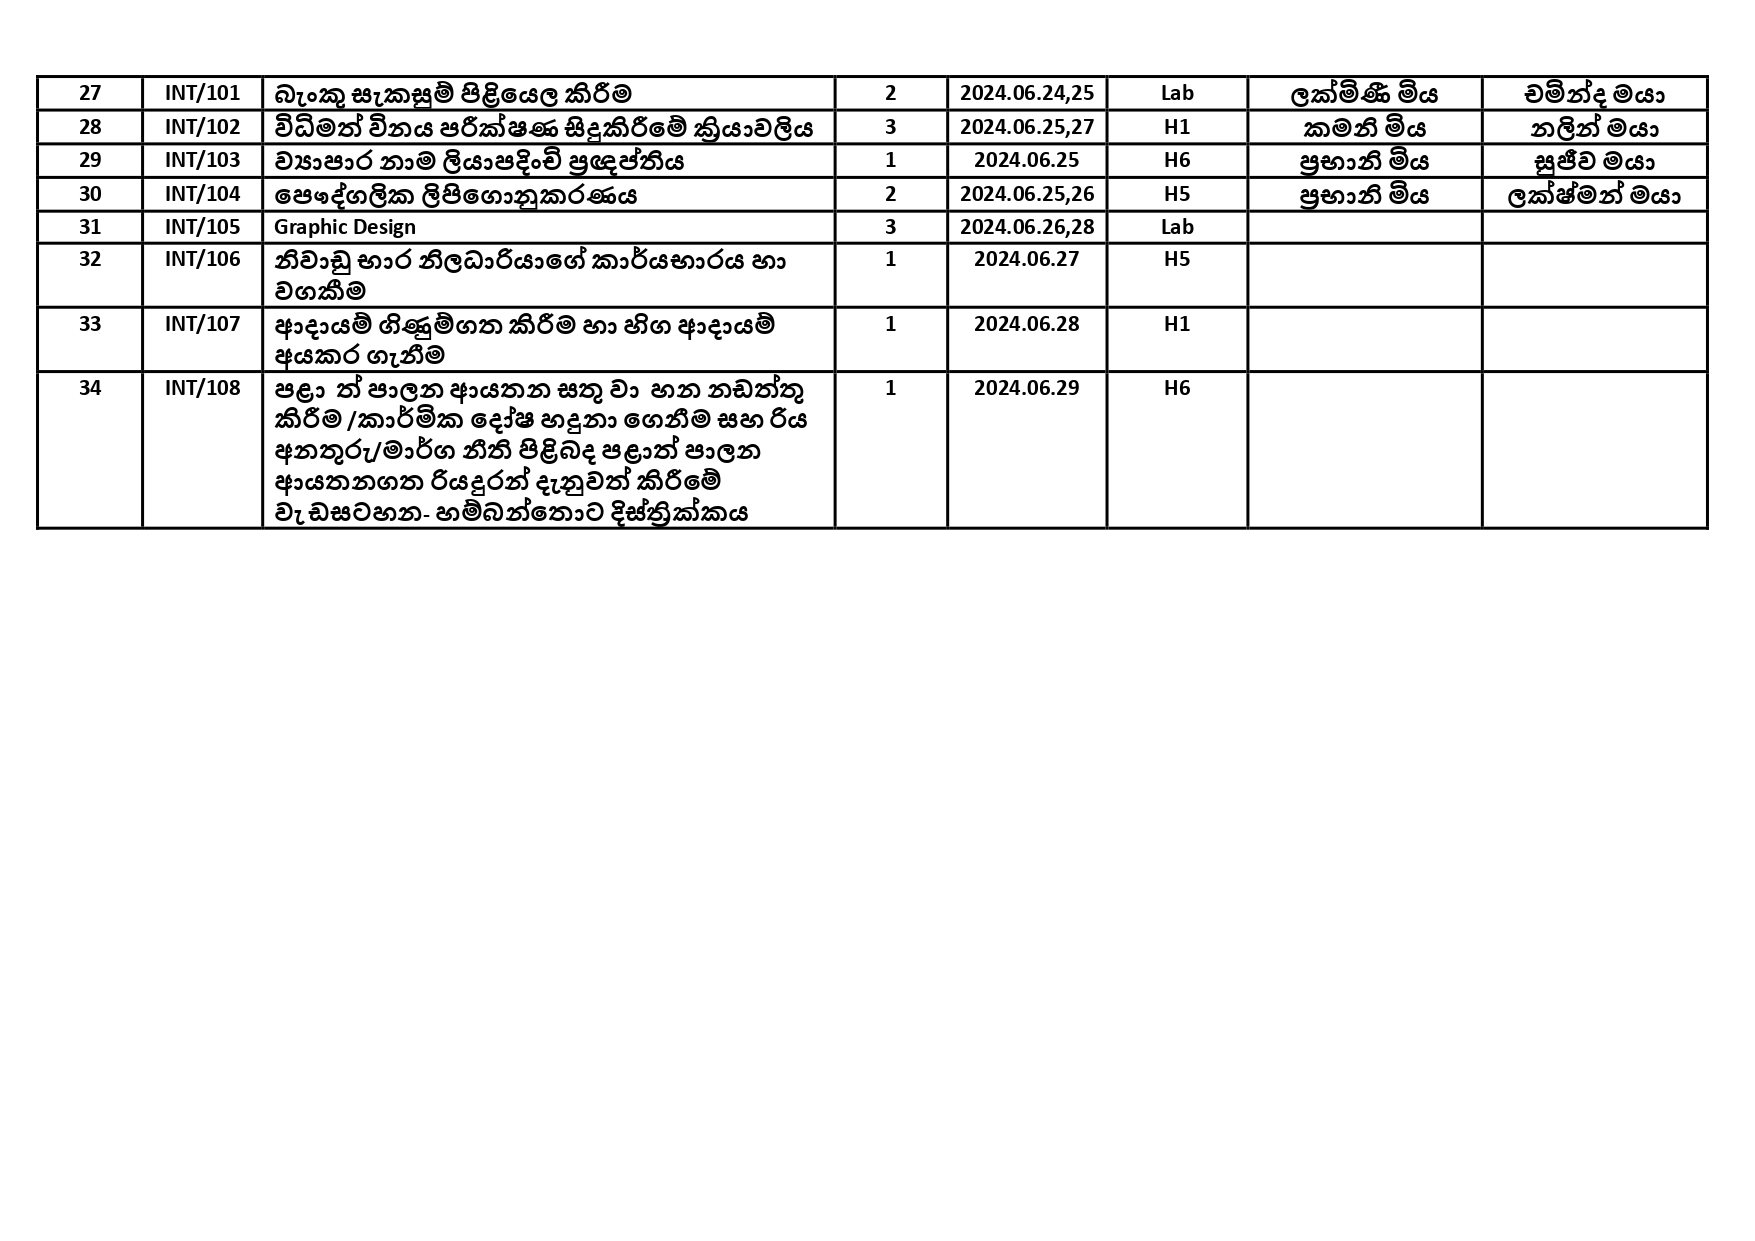 27 INT/101 බැංකු සැකසුම් පිළියෙල කිරීම 2 2024.06.24,25 Lab ලක්මිණී මිය චමින්ද මයා
28 INT/102 විධිමත් විනය පරීක්ෂණ සිදුකිරීමේ ක්‍රියාවලිය 3 2024.06.25,27 H1 කමනි මිය නලින් මයා
29 INT/103 ව්‍යාපාර නාම ලියාපදිංචි ප්‍රඥප්තිය 1 2024.06.25 H6 ප්‍රභානි මිය සුජීව මයා
30 INT/104 පෞද්ගලික ලිපිගොනුකරණය 2 2024.06.25,26 H5 ප්‍රභානි මිය ලක්ෂ්මන් මයා
31 INT/105 Graphic Design 3 2024.06.26,28 Lab
32 INT/106 නිවාඩු භාර නිලධාරියාගේ කාර්යභාරය හා 1 2024.06.27 H5
වගකීම
33 INT/107 ආදායම් ගිණුම්ගත කිරීම හා හිග ආදායම් 1 2024.06.28 H1
අයකර ගැනීම
34 INT/108 පළා ත් පාලන ආයතන සතු වා හන නඩත්තු 1 2024.06.29 H6
කිරීම /කාර්මික දෝෂ හදුනා ගෙනීම සහ රිය
අනතුරු/මාර්ග නීති පිළිබද පළාත් පාලන
ආයතනගත රියදුරන් දැනුවත් කිරීමේ
වැඩසටහන- හම්බන්තොට දිස්ත්‍රික්කය